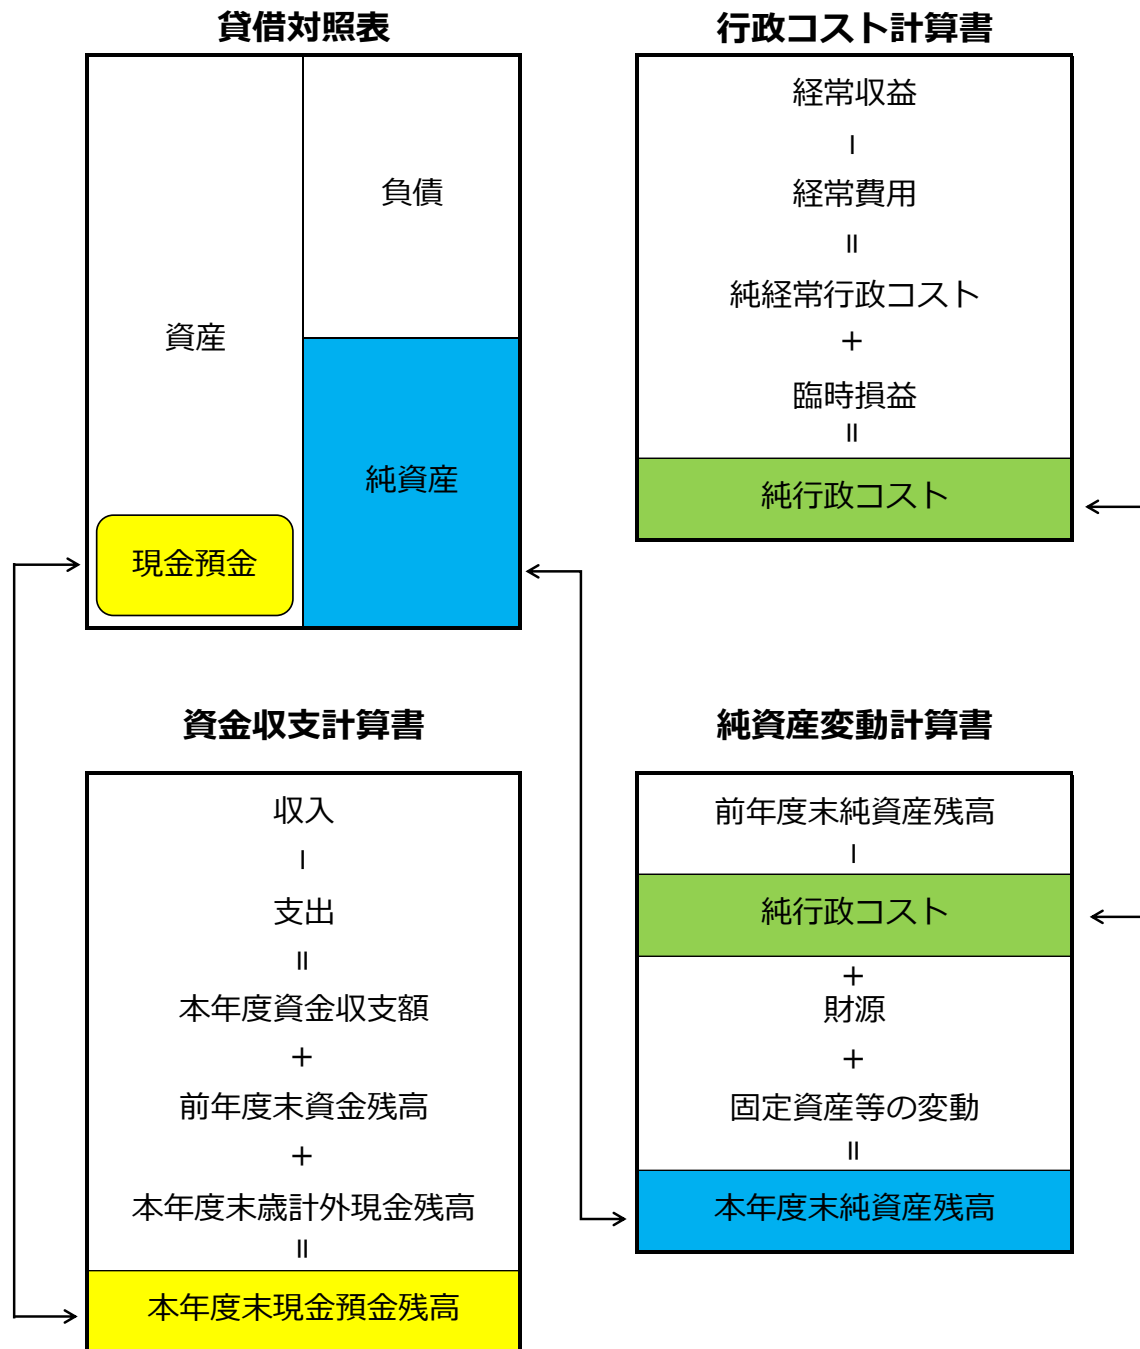 貸借対照表
資産
現金預金
負債
純資産
行政コスト計算書
経常収益
−
経常費用
=
純経常行政コスト
+
臨時損益
=
純行政コスト
資金収支計算書
収入
−
支出
=
本年度資金収支額
+
前年度末資金残高
+
本年度末歳計外現金残高
=
本年度末現金預金残高
純資産変動計算書
前年度末純資産残高
−
純行政コスト
+
財源
+
固定資産等の変動
=
本年度末純資産残高